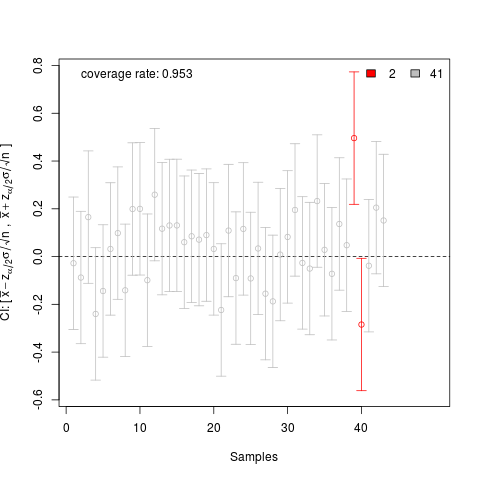 coverage rate: 0.953
2 41
CI: [ x̅ − zα/2σ/√n , x̅ + zα/2σ/√n ]
0.8
0.6
0.4
0.2
0.0
-0.2
-0.4
-0.6
0 10 20 30 40
Samples